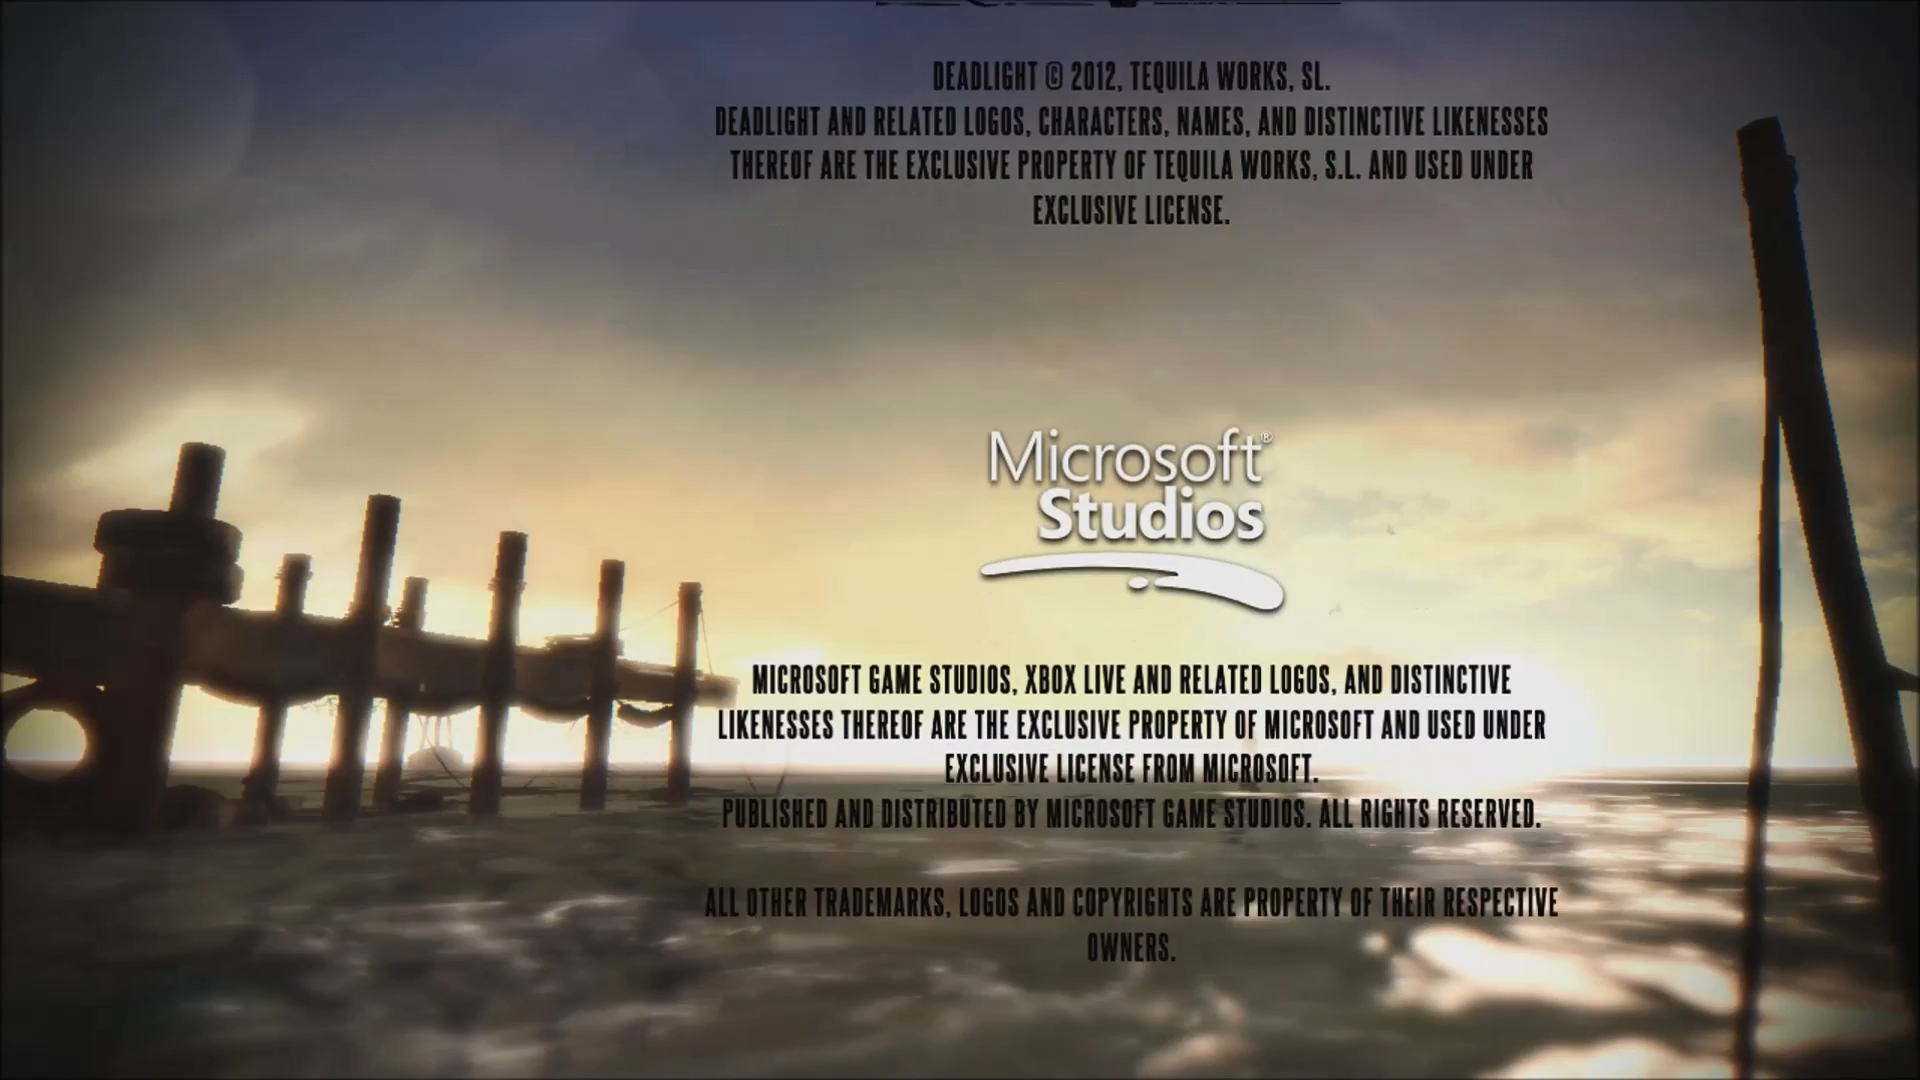 DEADLIGHT © 2012, TEQUILA WORKS, SL.
DEADLIGHT AND RELATED LOGOS, CHARACTERS, NAMES, AND DISTINCTIVE LIKENESSES
THEREOF ARE THE EXCLUSIVE PROPERTY OF TEQUILA WORKS, S.L. AND USED UNDER
EXCLUSIVE LICENSE.
Microsoft®
Studios
MICROSOFT GAME STUDIOS, XBOX LIVE AND RELATED LOGOS, AND DISTINCTIVE
LIKENESSES THEREOF ARE THE EXCLUSIVE PROPERTY OF MICROSOFT AND USED UNDER
EXCLUSIVE LICENSE FROM MICROSOFT.
PUBLISHED AND DISTRIBUTED BY MICROSOFT GAME STUDIOS. ALL RIGHTS RESERVED.
ALL OTHER TRADEMARKS, LOGOS AND COPYRIGHTS ARE PROPERTY OF THEIR RESPECTIVE
OWNERS.